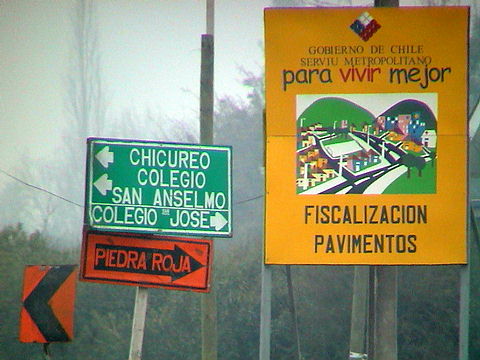 CHICUREO
COLEGIO
SAN ANSELMO
COLEGIO SAN JOSE
PIEDRA ROJA
GOBIERNO DE CHILE
SERVIU METROPOLITANO
para vivir mejor
FISCALIZACION
PAVIMENTOS